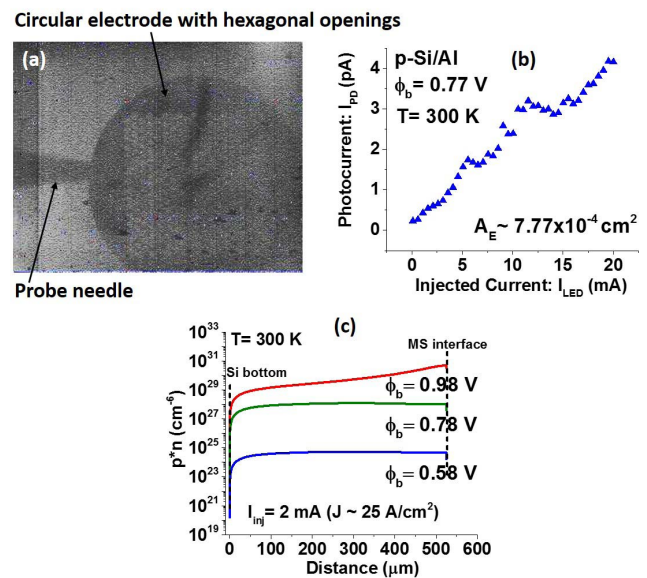 Circular electrode with hexagonal openings
(a)
Probe needle
(b)
p-Si/Al
ϕb= 0.77 V
T= 300 K
AE~ 7.77x10-4 cm2
Photocurrent: IPD (pA)
4
3
2
1
0
0 5 10 15 20
Injected Current: ILED (mA)
(c)
T= 300 K
Si bottom
MS interface
ϕb= 0.98 V
ϕb= 0.78 V
ϕb= 0.58 V
Iinj= 2 mA (J ~ 25 A/cm2)
p*n (cm-6)
1033
1031
1029
1027
1025
1023
1021
1019
0 100 200 300 400 500 600
Distance (μm)